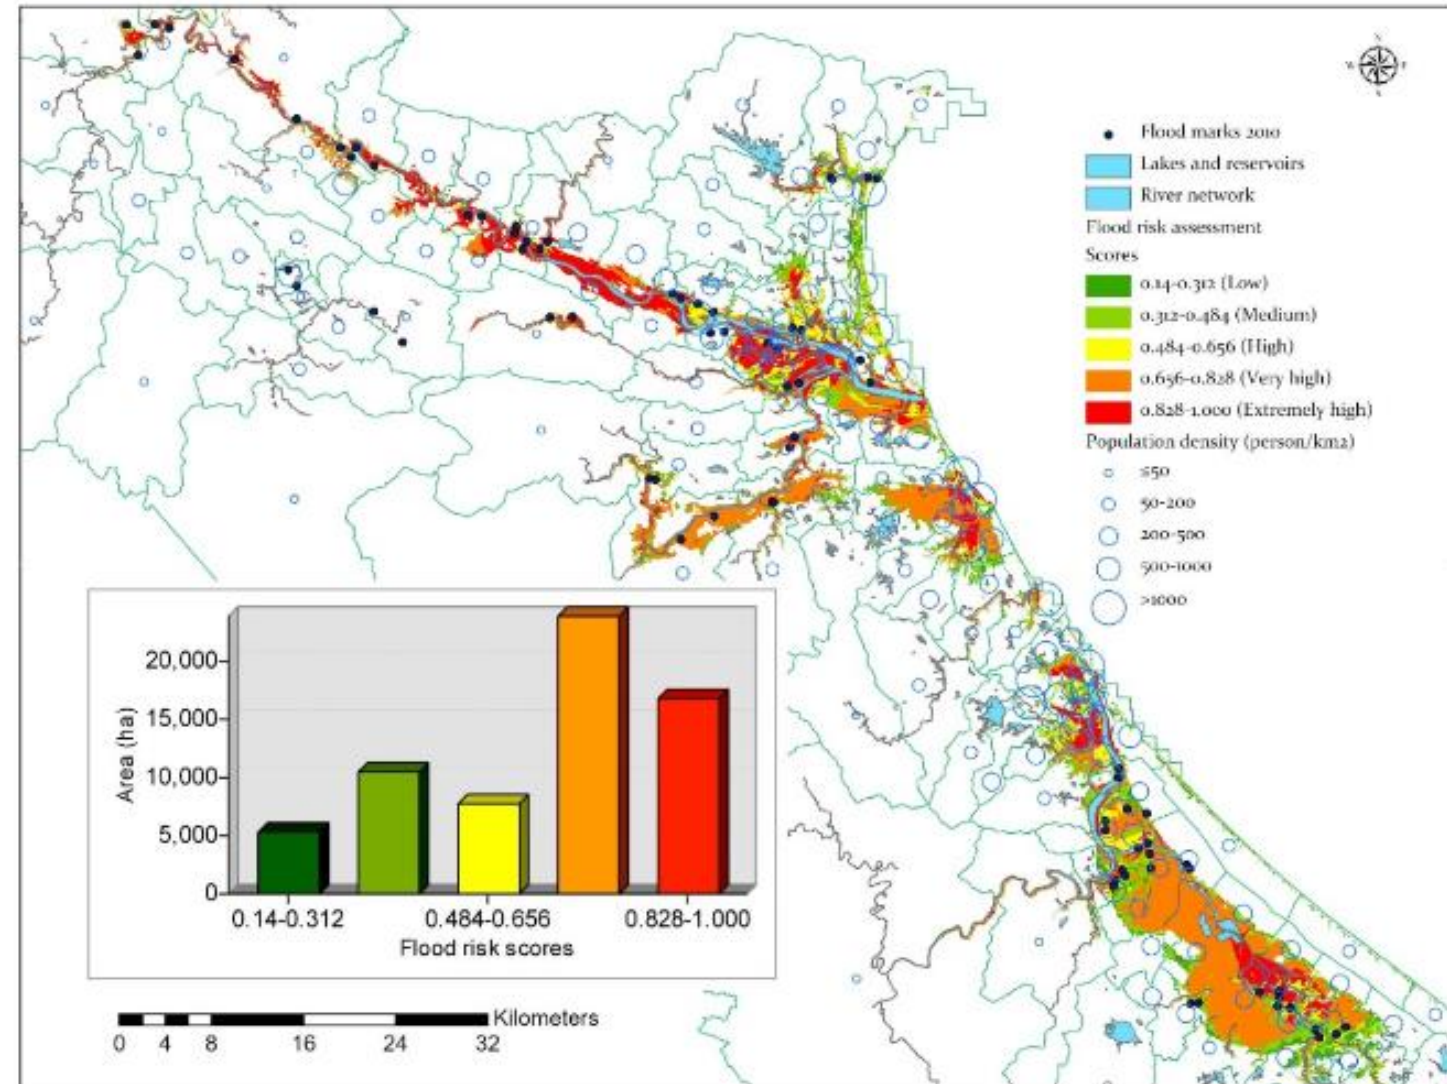 N
W
E
S
Flood marks 2010
Lakes and reservoirs
River network
Flood risk assessment
Scores
0.14-0.312 (Low)
0.312-0.484 (Medium)
0.484-0.656 (High)
0.656-0.828 (Very high)
0.828-1.000 (Extremely high)
Population density (person/km2)
≤50
50-200
200-500
500-1000
>1000
Area (ha)
20,000
15,000
10,000
5,000
0
0.14-0.312 0.484-0.656 0.828-1.000
Flood risk scores
Kilometers
0 4 8 16 24 32